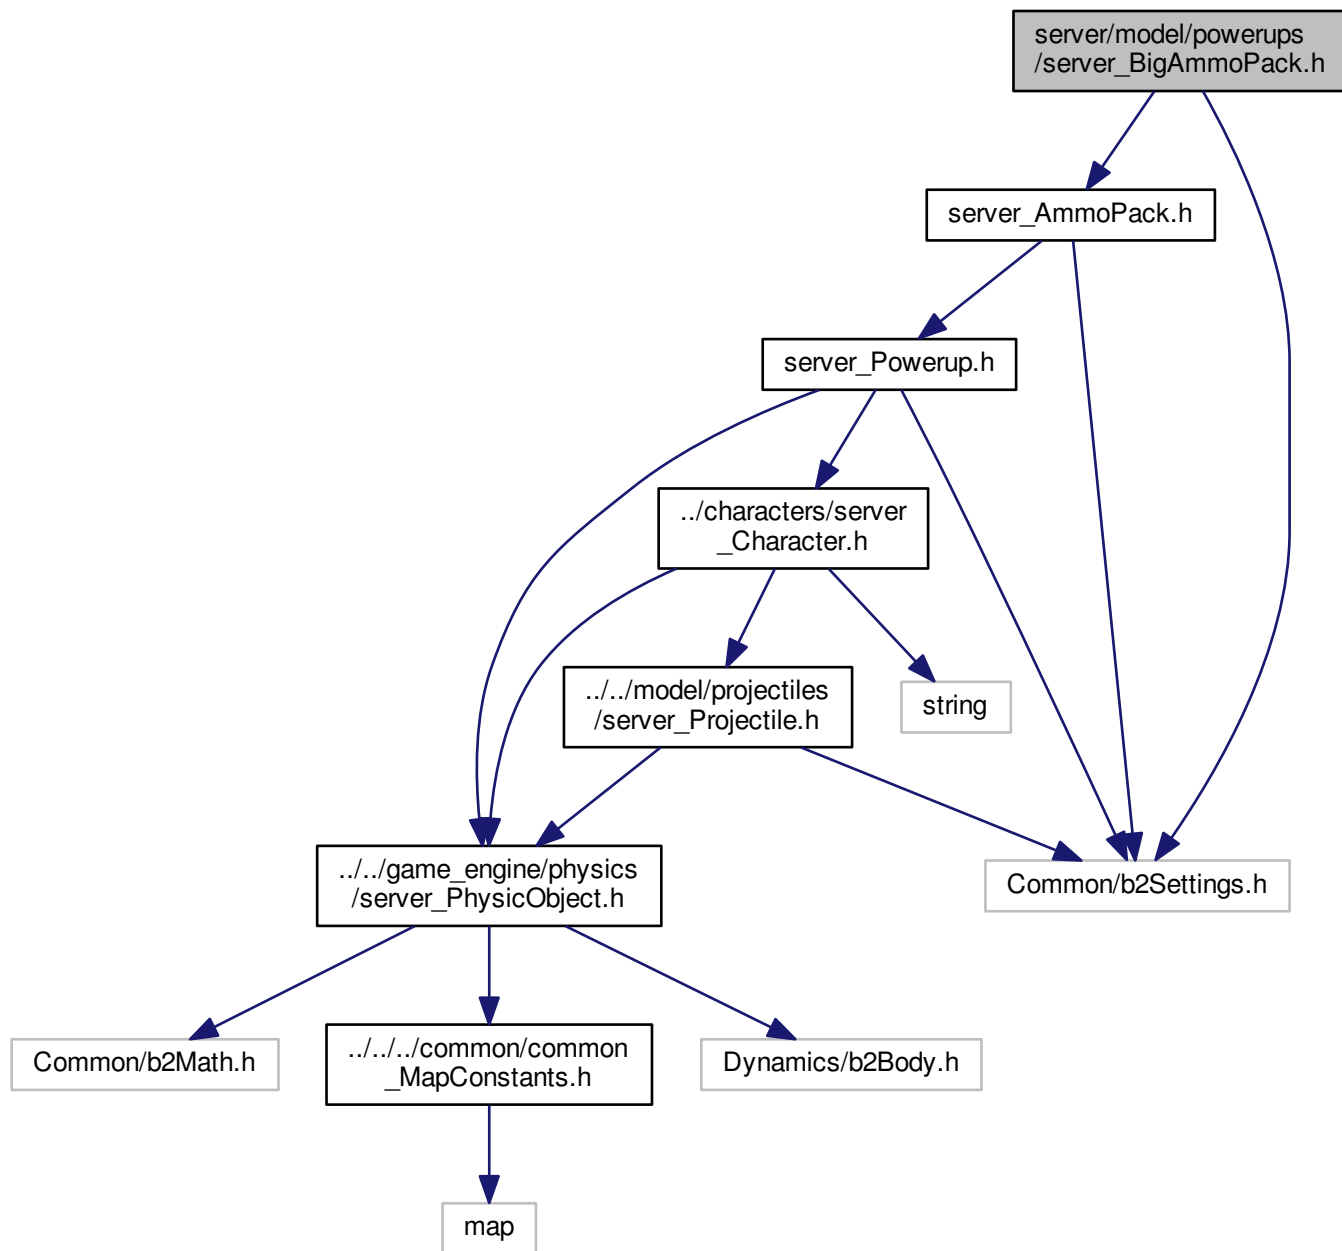 server/model/powerups
/server_BigAmmoPack.h
server_AmmoPack.h
server_Powerup.h
../characters/server
_Character.h
../../model/projectiles
/server_Projectile.h
string
../../game_engine/physics
/server_PhysicObject.h
Common/b2Settings.h
Common/b2Math.h
../../../common/common
_MapConstants.h
Dynamics/b2Body.h
map